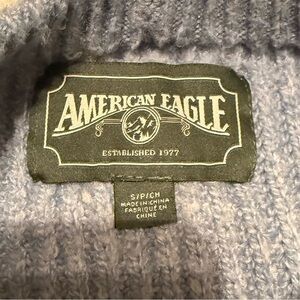 AMERICAN EAGLE
ESTABLISHED 1977
S/P/CH
MADE IN CHINA
FABRIQUÉ EN
CHINE